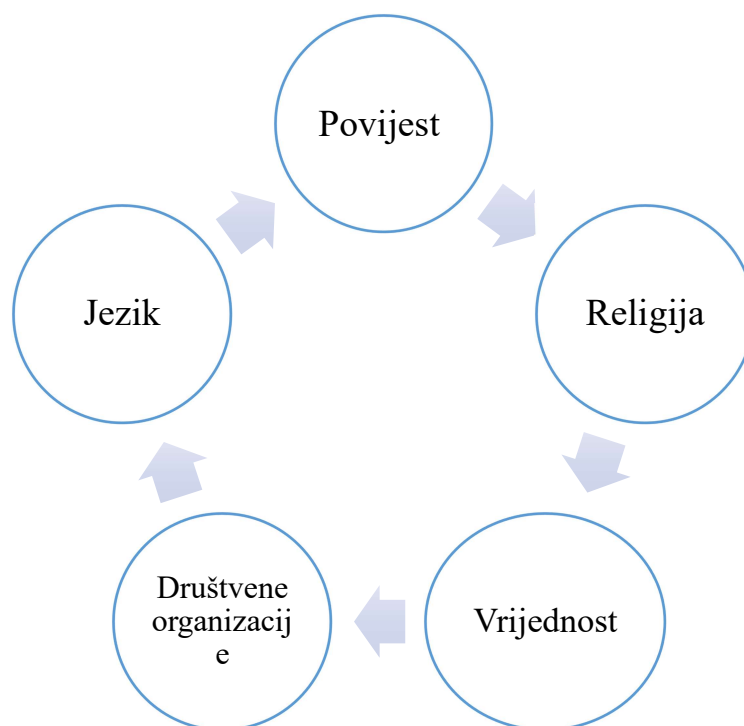 Povijest
Religija
Vrijednost
Društvene
organizacij
e
Jezik